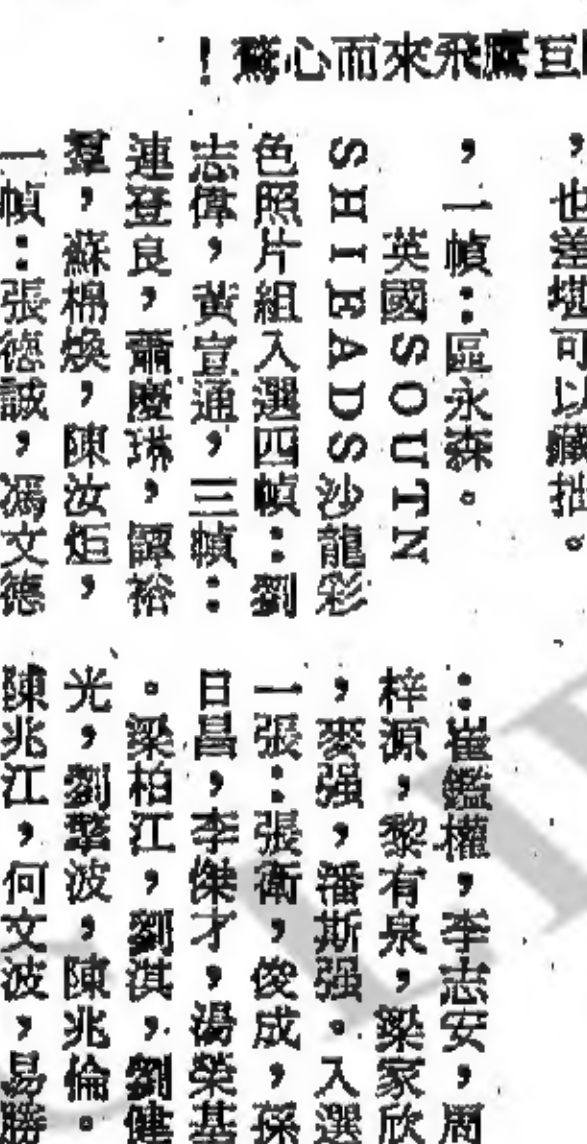 ！驚心而來飛鷹亘
，也差堪可以藏拙。
，一幀：區永森。
英國SOUTN
SHIEADS沙龍彩
色照片組入選四幀：劉
志偉，黃宣通，三幀：
連登良，蕭慶琳，譚裕
羣，蘇棉煥，陳汝炬，
一幀：張德誠，馮文德
：崔鑑權，李志安，周
梓源，黎有泉，梁家欣
，麥強，潘斯强。入選
一張：張衛，俊成，孫
日昌，李傑才，湯榮基
。梁柏江，劉淇，劉健
光，劉擎波，陳兆倫。
陳兆江，何文波，易勝